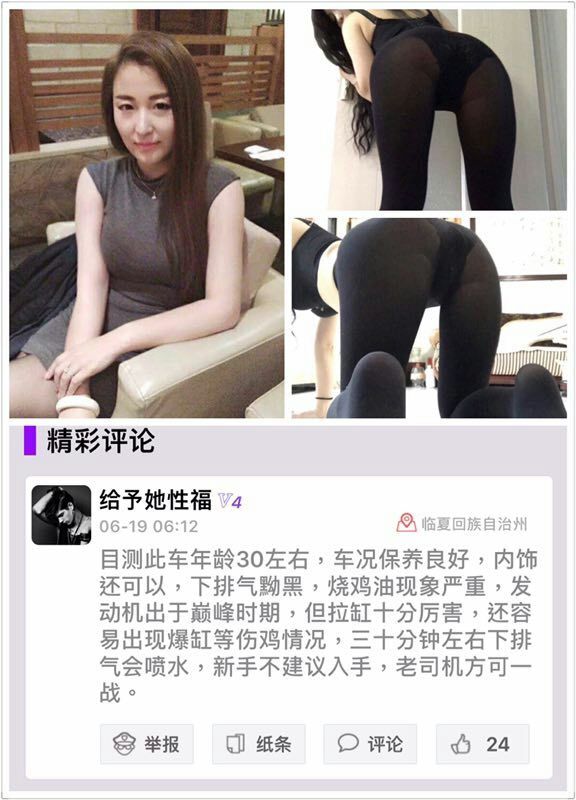 精彩评论
给予她性福 V4
06-19 06:12
临夏回族自治州
目测此车年龄30左右，车况保养良好，内饰
还可以，下排气黝黑，烧鸡油现象严重，发
动机出于巅峰时期，但拉缸十分厉害，还容
易出现爆缸等伤鸡情况，三十分钟左右下排
气会喷水，新手不建议入手，老司机方可一
战。
举报 纸条 评论 24